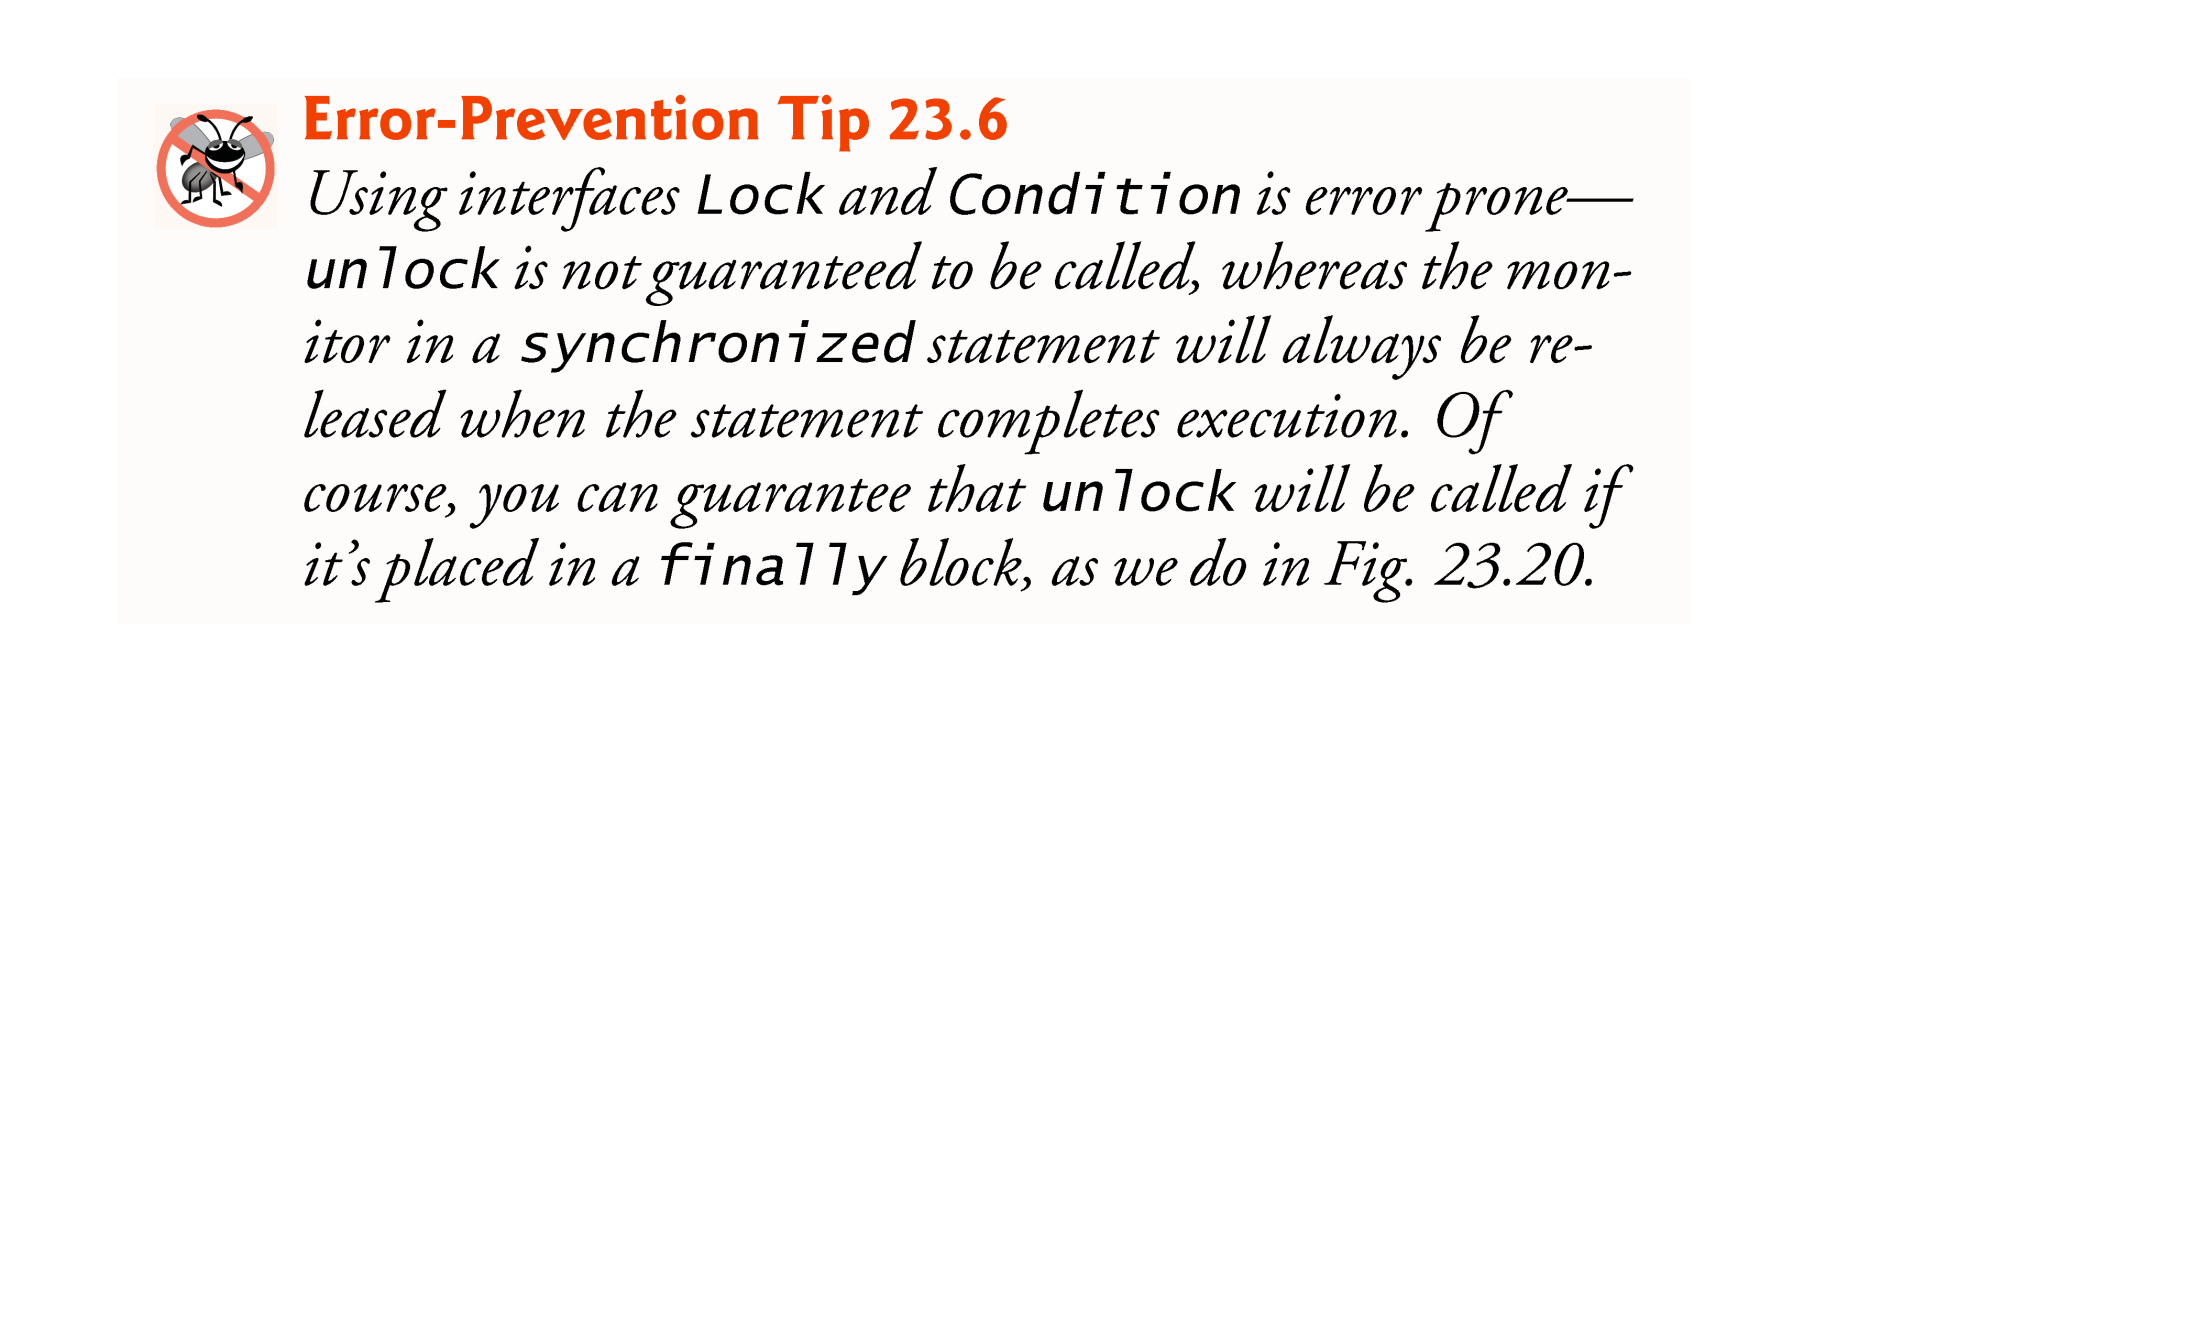 Error-Prevention Tip 23.6
Using interfaces Lock and Condition is error prone—
unlock is not guaranteed to be called, whereas the mon-
itor in a synchronized statement will always be re-
leased when the statement completes execution. Of
course, you can guarantee that unlock will be called if
it’s placed in a finally block, as we do in Fig. 23.20.